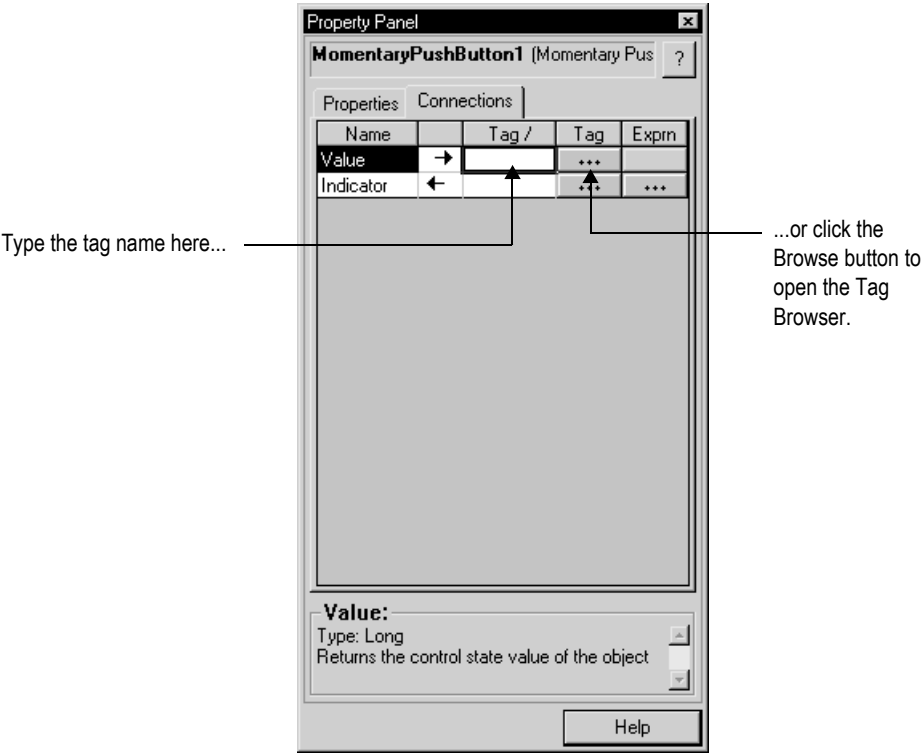 Property Panel
MomentaryPushButton1 (Momentary Pus
?
Properties
Connections
Name Tag / Tag Exprn
Value ...
Indicator ... ...
Type the tag name here...
...or click the
Browse button to
open the Tag
Browser.
Value:
Type: Long
Returns the control state value of the object
Help